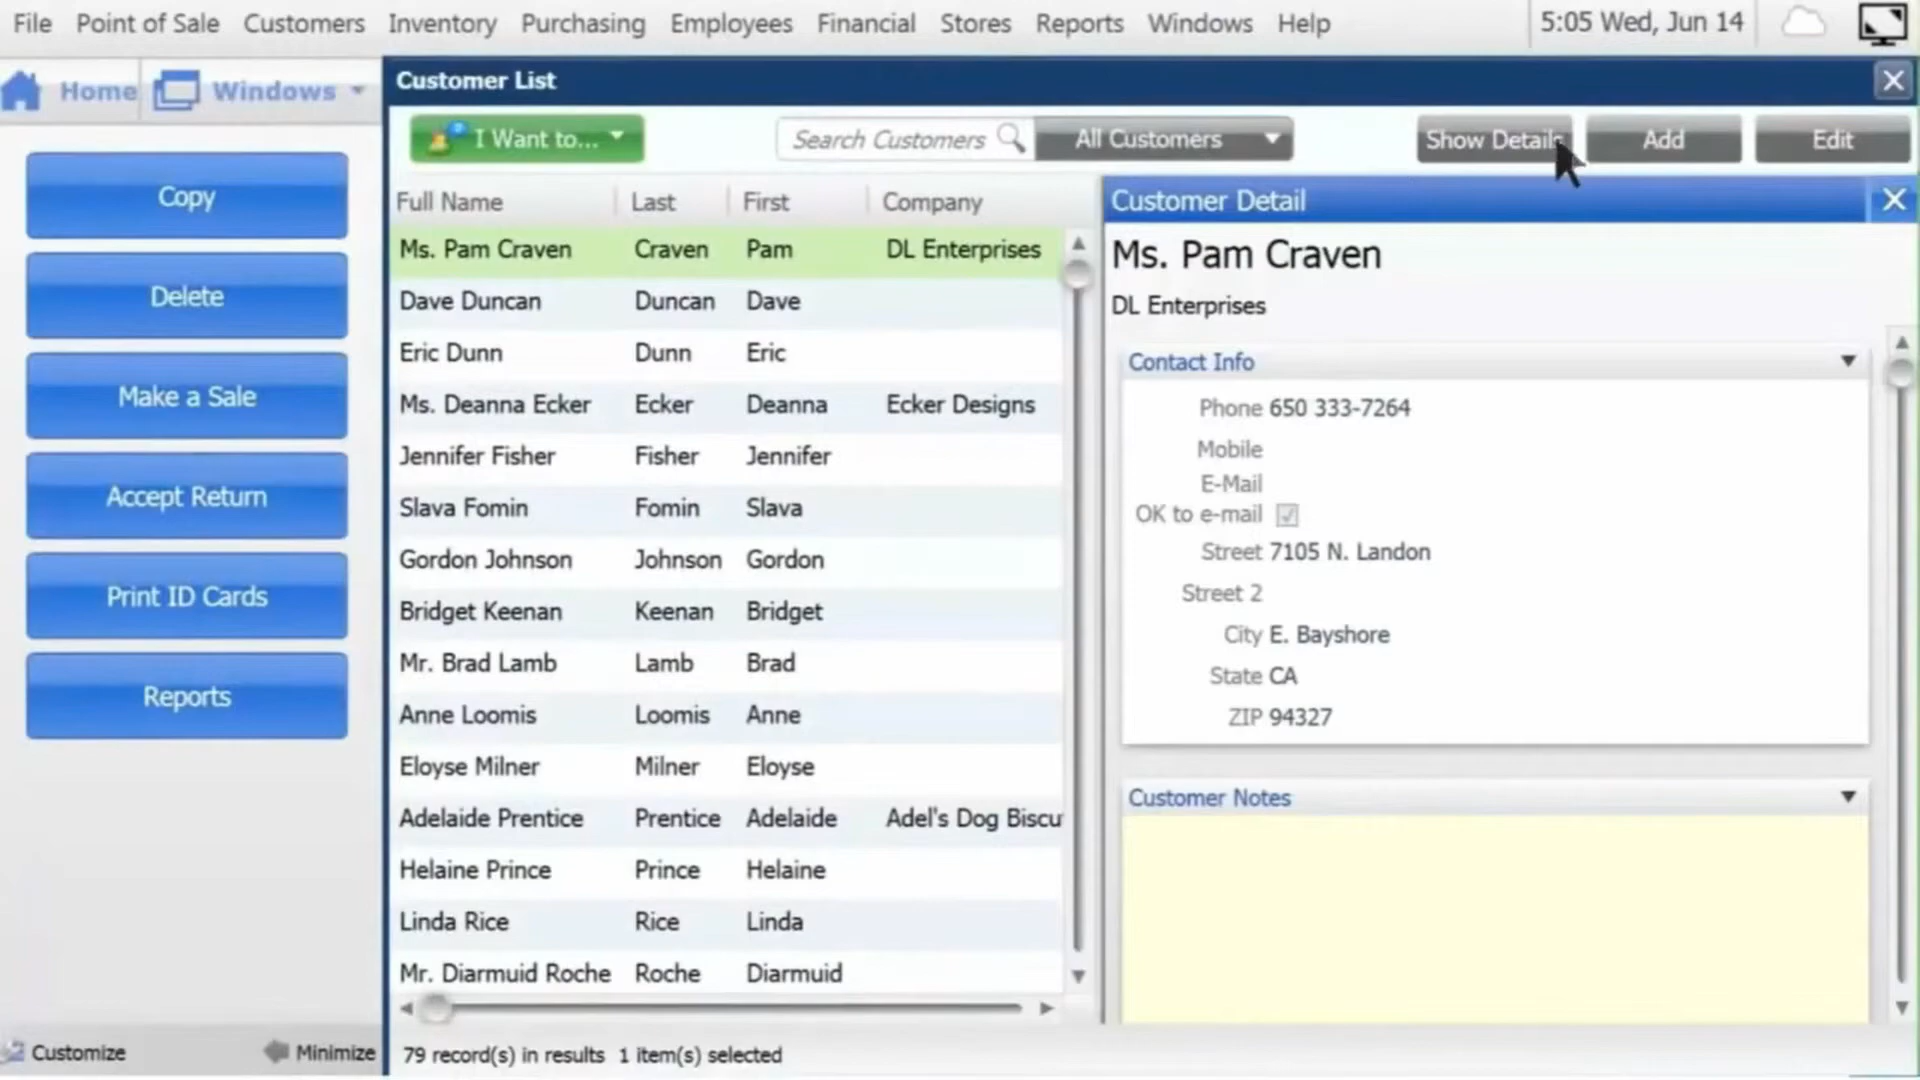 File Point of Sale Customers Inventory Purchasing Employees Financial Stores Reports Windows Help 5:05 Wed, Jun 14
Home Windows
Customer List
I Want to... Search Customers All Customers Show Details Add Edit
Copy
Delete
Make a Sale
Accept Return
Print ID Cards
Reports
Customize Minimize
Full Name Last First Company
Ms. Pam Craven Craven Pam DL Enterprises
Dave Duncan Duncan Dave
Eric Dunn Dunn Eric
Ms. Deanna Ecker Ecker Deanna Ecker Designs
Jennifer Fisher Fisher Jennifer
Slava Fomin Fomin Slava
Gordon Johnson Johnson Gordon
Bridget Keenan Keenan Bridget
Mr. Brad Lamb Lamb Brad
Anne Loomis Loomis Anne
Eloyse Milner Milner Eloyse
Adelaide Prentice Prentice Adelaide Adel's Dog Biscu
Helaine Prince Prince Helaine
Linda Rice Rice Linda
Mr. Diarmuid Roche Roche Diarmuid
79 record(s) in results 1 item(s) selected
Customer Detail
Ms. Pam Craven
DL Enterprises
Contact Info
Phone 650 333-7264
Mobile
E-Mail
OK to e-mail
Street 7105 N. Landon
Street 2
City E. Bayshore
State CA
ZIP 94327
Customer Notes